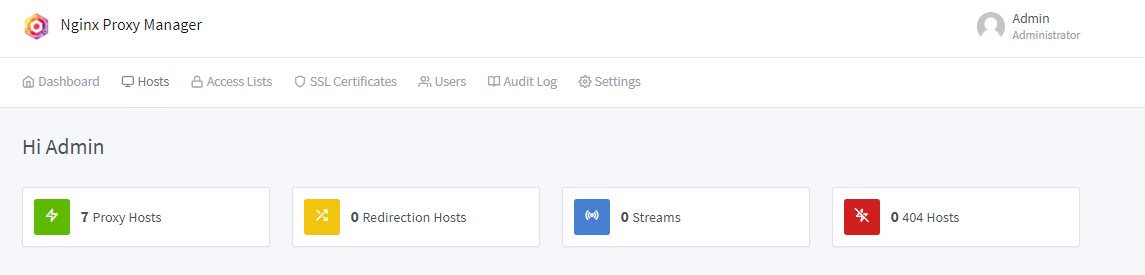 Nginx Proxy Manager
Admin
Administrator
Dashboard Hosts Access Lists SSL Certificates Users Audit Log Settings
Hi Admin
7 Proxy Hosts
0 Redirection Hosts
0 Streams
0 404 Hosts